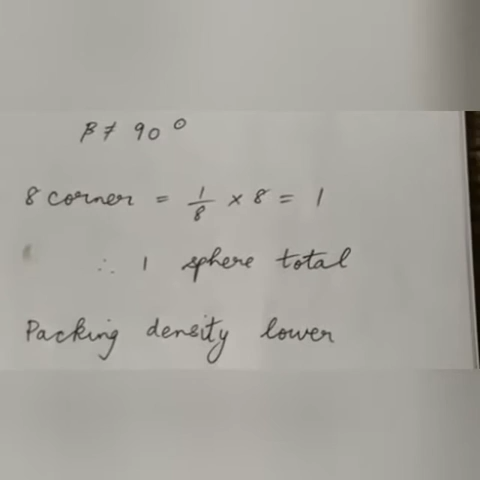 β ≠ 90°
8 corner = 1/8 × 8 = 1
∴ 1 sphere total
Packing density lower